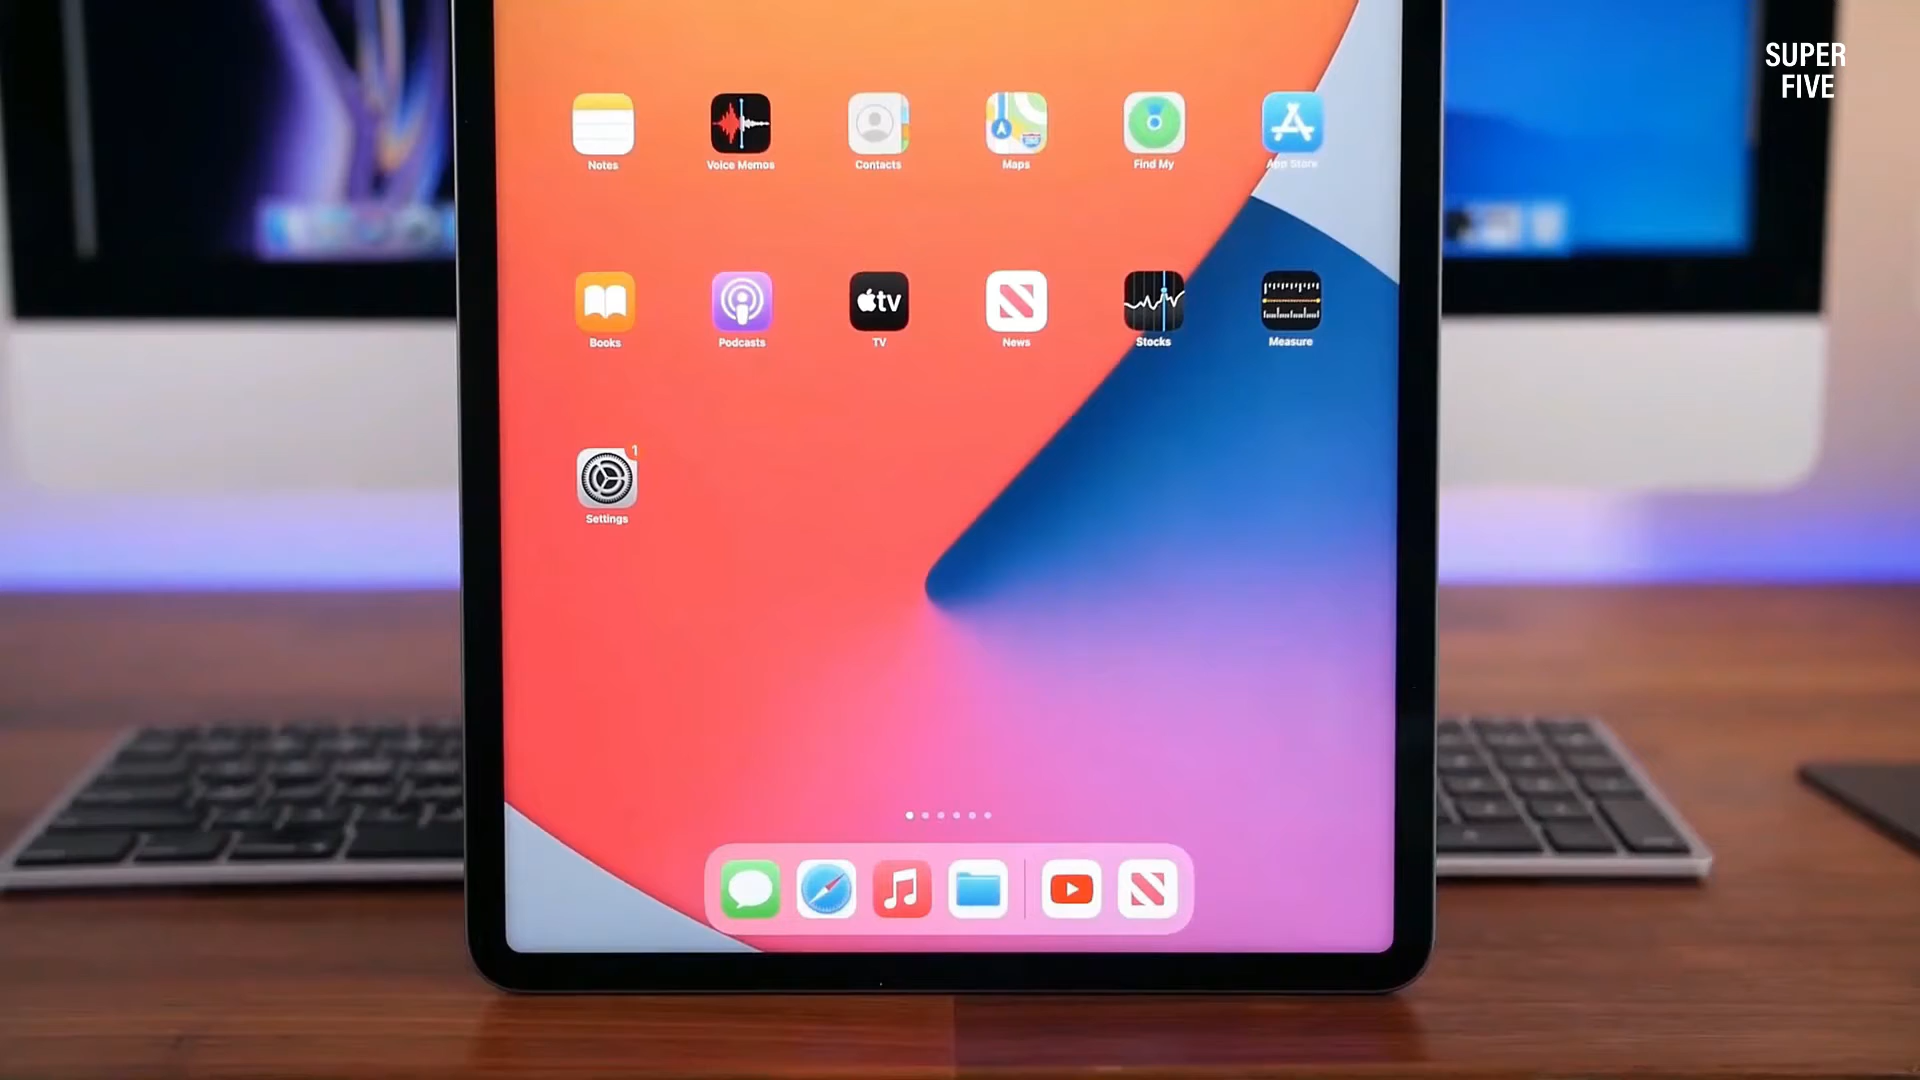 SUPER
FIVE
Notes
Voice Memos
Contacts
Maps
Find My
App Store
Books
Podcasts
tv
TV
News
Stocks
Measure
1
Settings